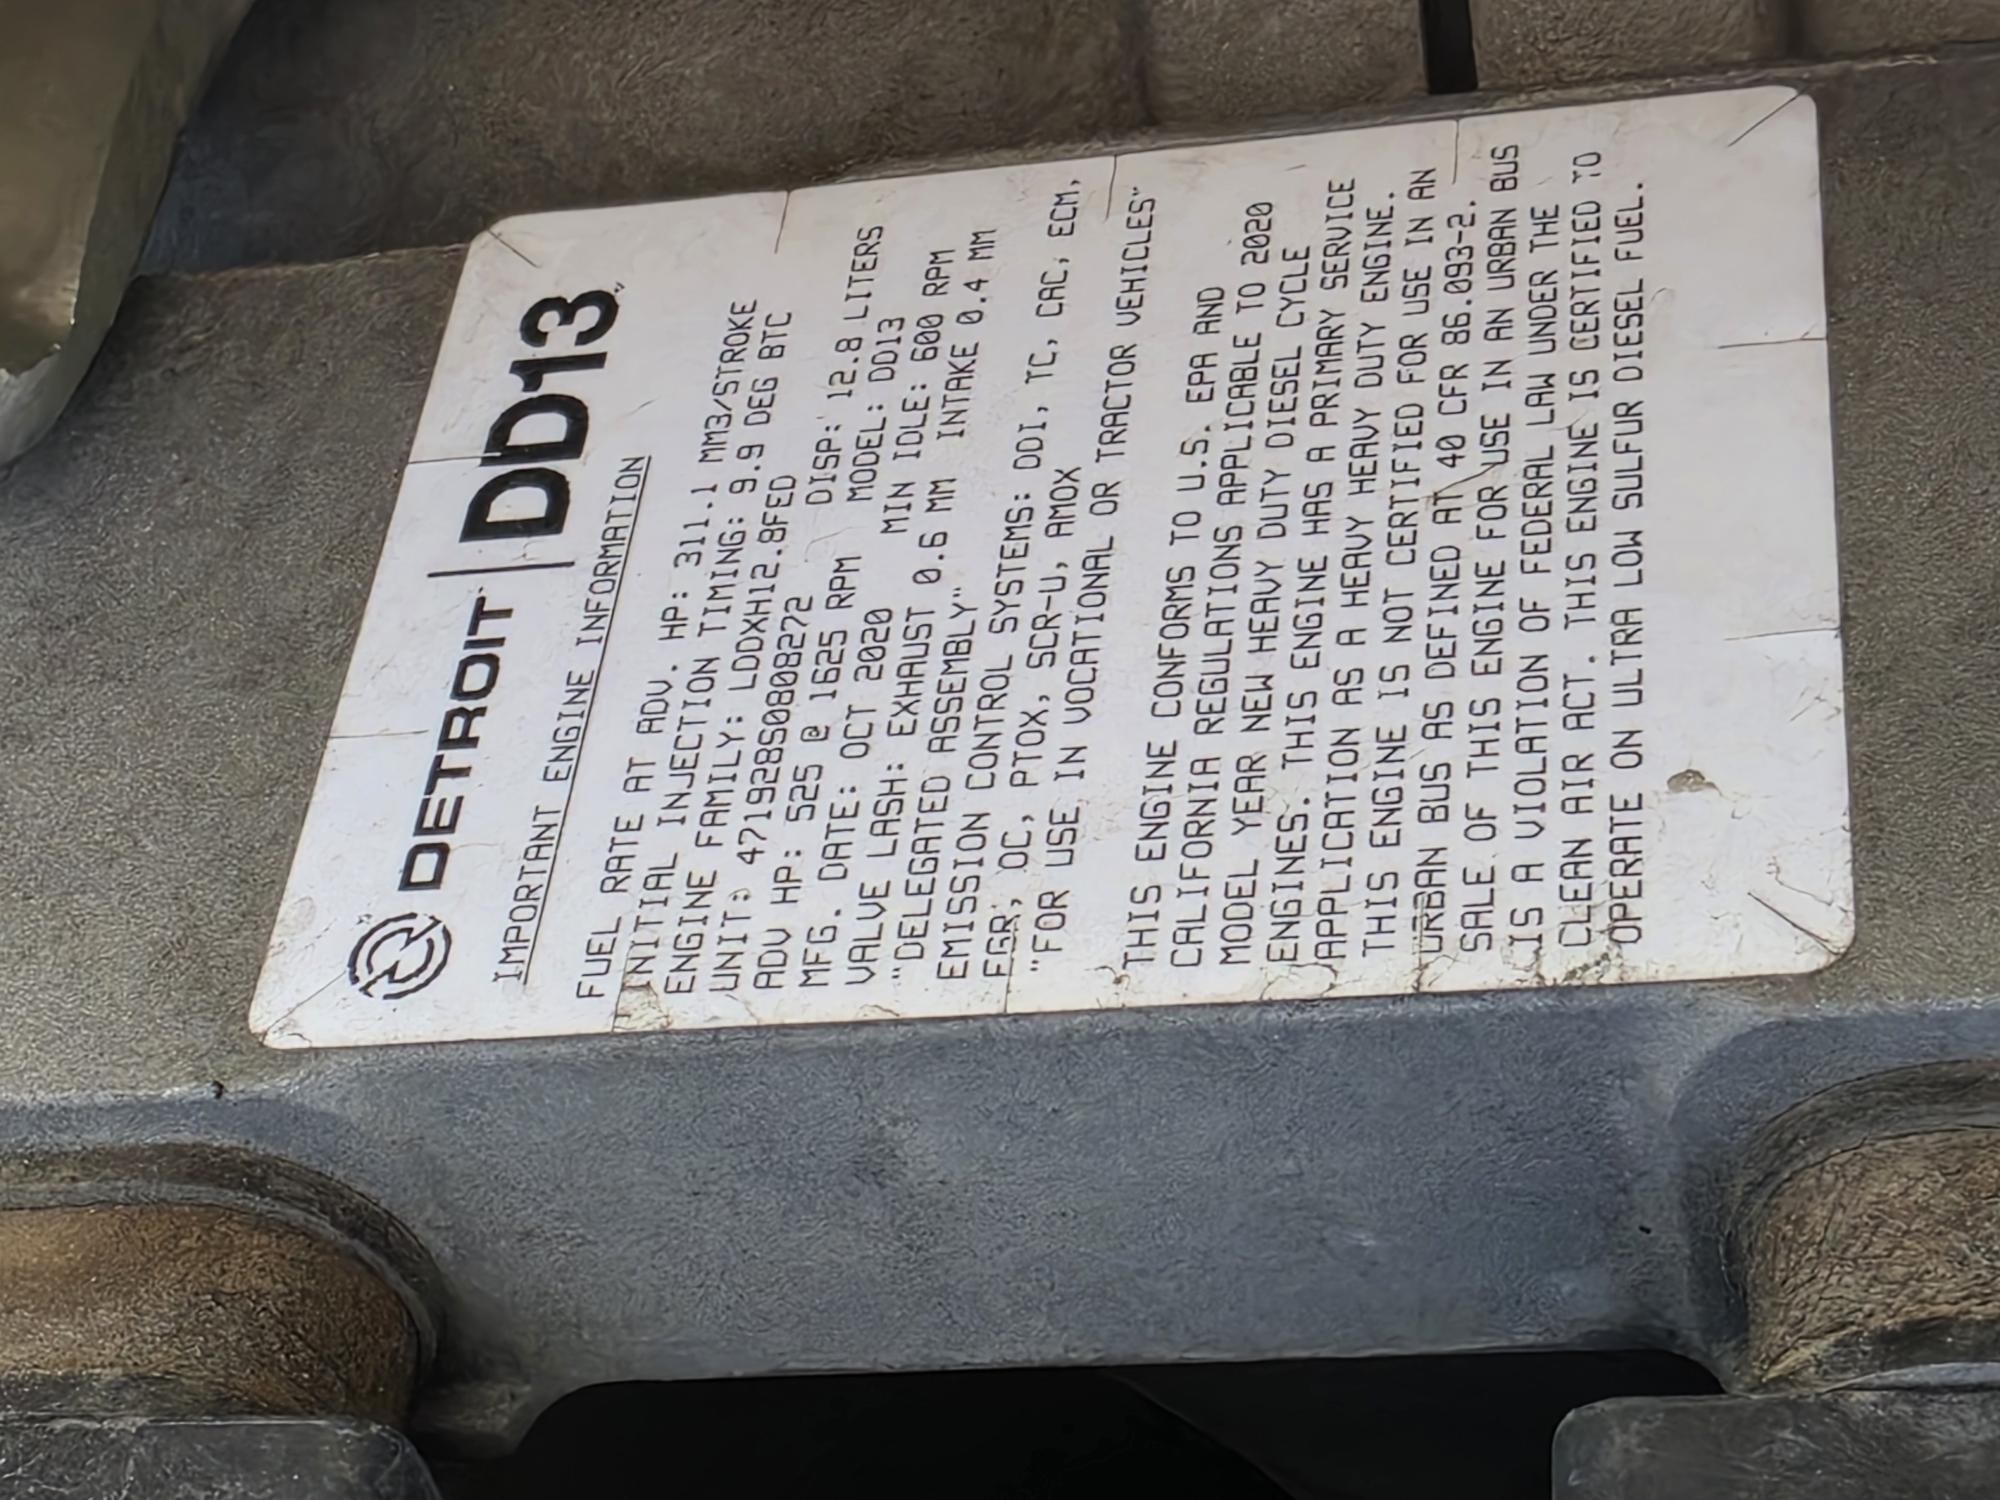 DETROIT | DD13
IMPORTANT ENGINE INFORMATION
FUEL RATE AT ADV. HP: 311.1 MM3/STROKE
INITIAL INJECTION TIMING: 9.9 DEG BTC
ENGINE FAMILY: LDDXH12.8FED
UNIT: 471928S0808272 DISP: 12.8 LITERS
ADV HP: 525 @ 1625 RPM MODEL: DD13
MFG. DATE: OCT 2020 MIN IDLE: 600 RPM
VALVE LASH: EXHAUST 0.6 MM INTAKE 0.4 MM
"DELEGATED ASSEMBLY"
EMISSION CONTROL SYSTEMS: DDI, TC, CAC, ECM,
EGR, OC, PTOX, SCR-U, AMOX
"FOR USE IN VOCATIONAL OR TRACTOR VEHICLES"
THIS ENGINE CONFORMS TO U.S. EPA AND
CALIFORNIA REGULATIONS APPLICABLE TO 2020
MODEL YEAR NEW HEAVY DUTY DIESEL CYCLE
ENGINES. THIS ENGINE HAS A PRIMARY SERVICE
APPLICATION AS A HEAVY HEAVY DUTY ENGINE.
THIS ENGINE IS NOT CERTIFIED FOR USE IN AN
URBAN BUS AS DEFINED AT 40 CFR 86.093-2.
SALE OF THIS ENGINE FOR USE IN AN URBAN BUS
IS A VIOLATION OF FEDERAL LAW UNDER THE
CLEAN AIR ACT. THIS ENGINE IS CERTIFIED TO
OPERATE ON ULTRA LOW SULFUR DIESEL FUEL.